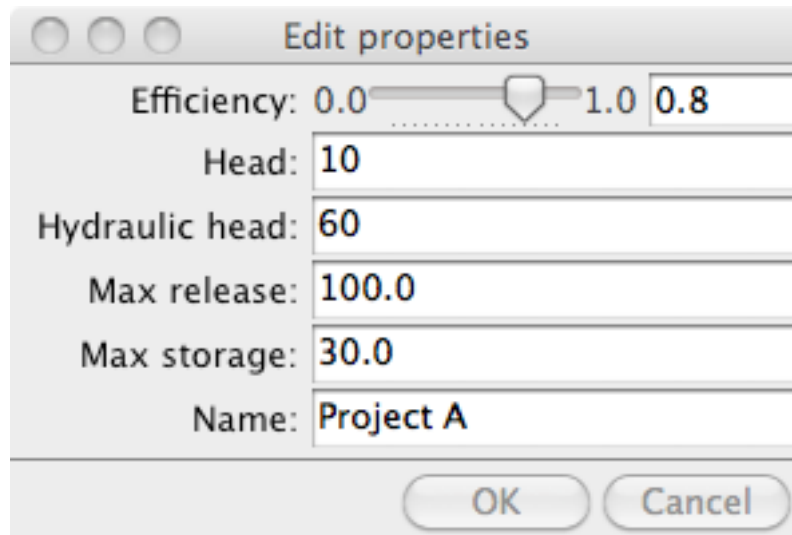 Edit properties
Efficiency: 0.0 1.0 0.8
Head: 10
Hydraulic head: 60
Max release: 100.0
Max storage: 30.0
Name: Project A
OK Cancel